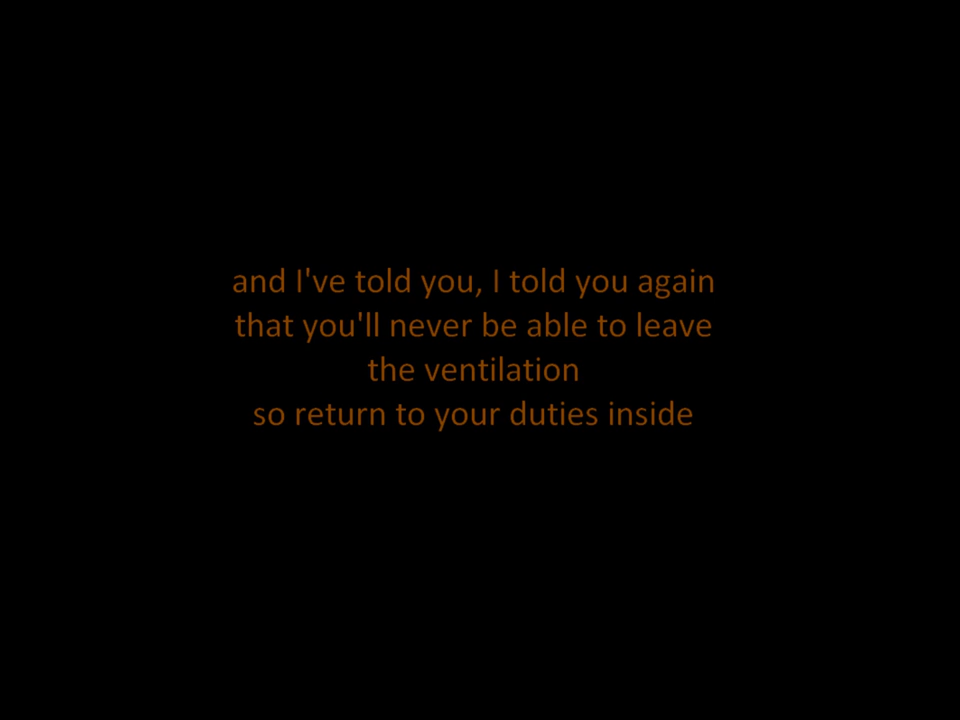 and I've told you, I told you again
that you'll never be able to leave
the ventilation
so return to your duties inside